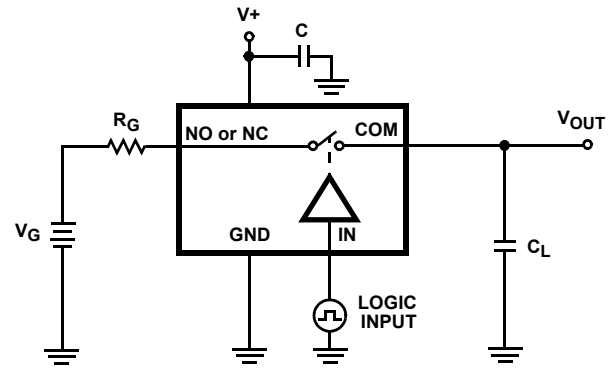 V+
C
RG
NO or NC
COM
VOUT
VG
GND
IN
CL
LOGIC
INPUT